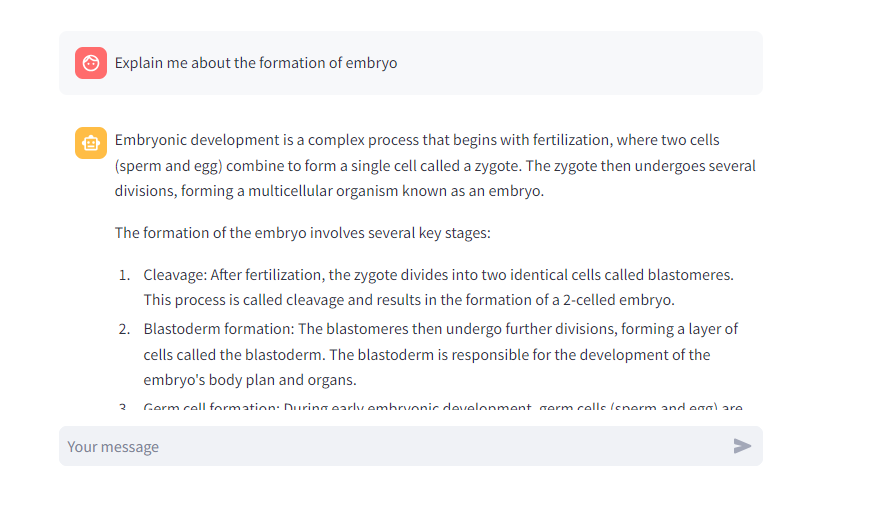 Explain me about the formation of embryo
Embryonic development is a complex process that begins with fertilization, where two cells
(sperm and egg) combine to form a single cell called a zygote. The zygote then undergoes several
divisions, forming a multicellular organism known as an embryo.
The formation of the embryo involves several key stages:
1. Cleavage: After fertilization, the zygote divides into two identical cells called blastomeres.
This process is called cleavage and results in the formation of a 2-celled embryo.
2. Blastoderm formation: The blastomeres then undergo further divisions, forming a layer of
cells called the blastoderm. The blastoderm is responsible for the development of the
embryo's body plan and organs.
3. Germ cell formation: During early embryonic development, germ cells (sperm and egg) are
Your message